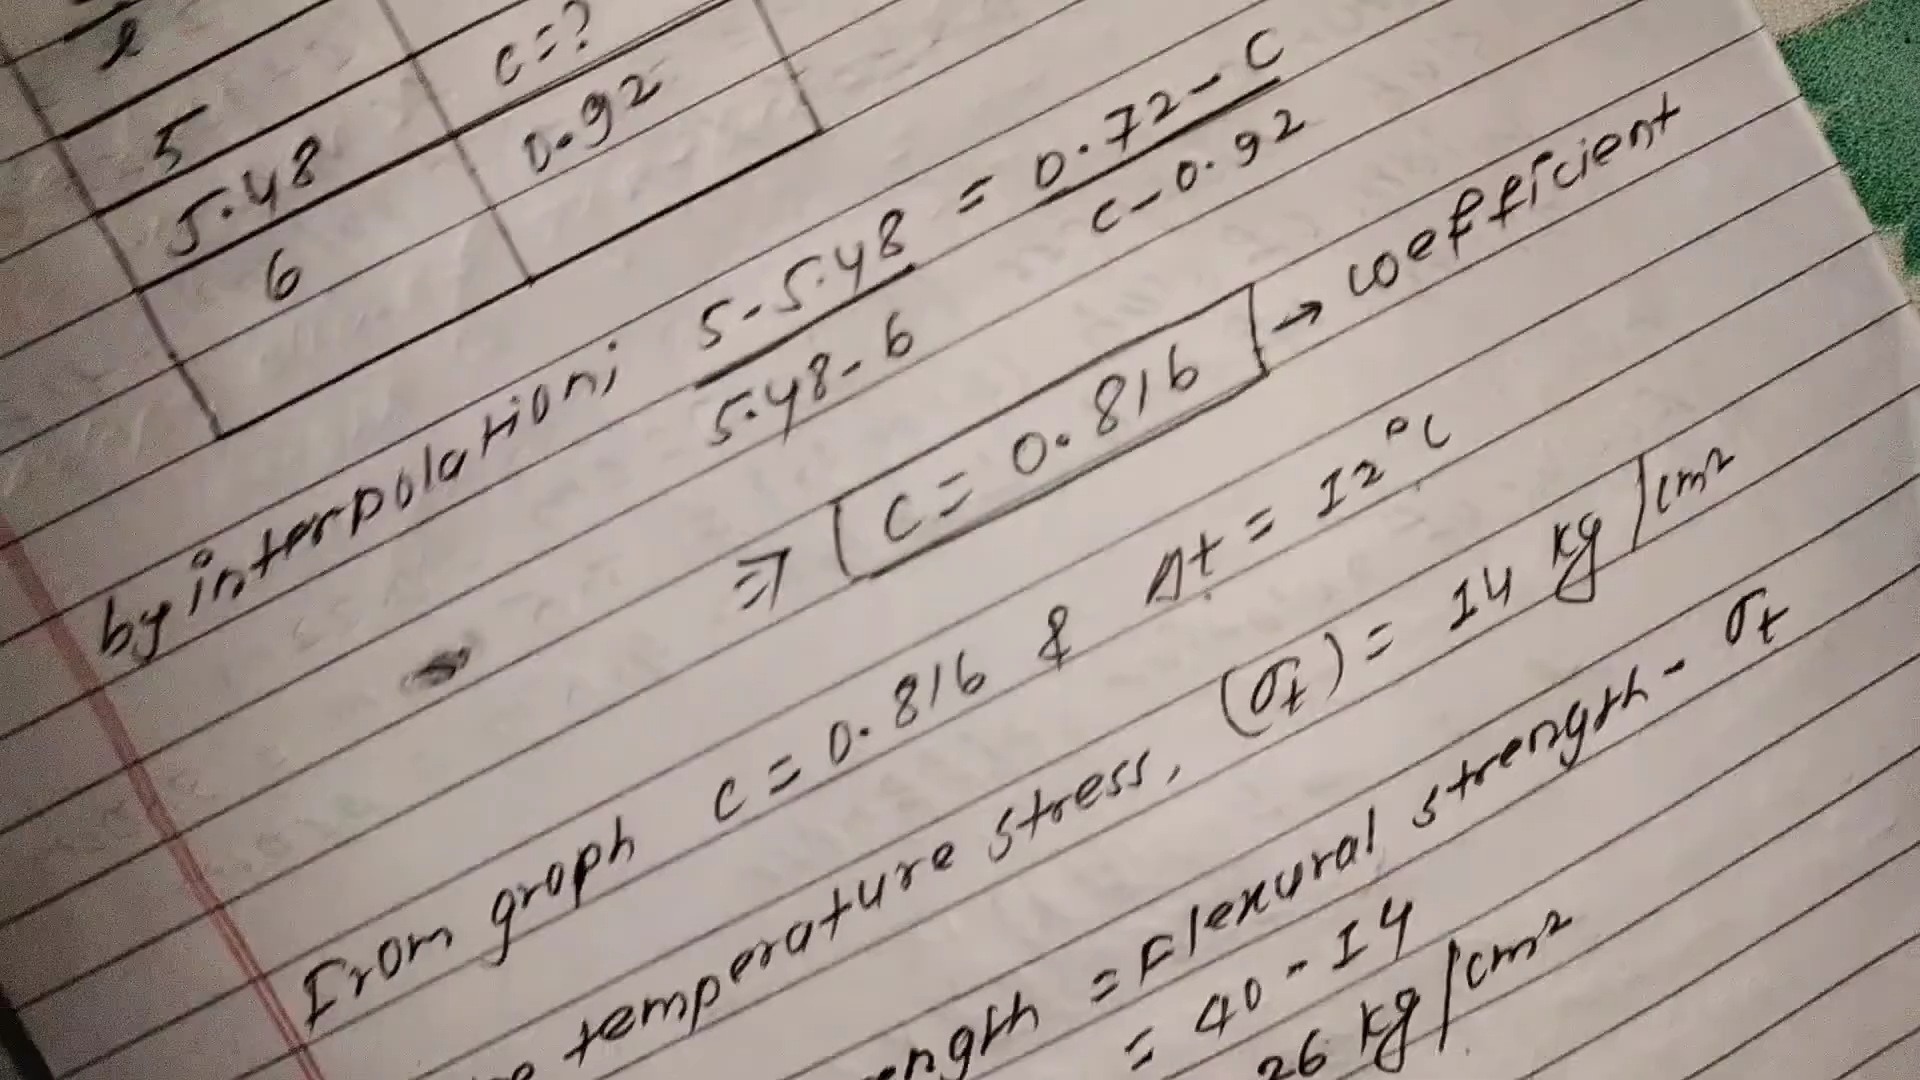 l
5
5.48 c=?
6 0.92
by interpolation; 5-5.48 / 5.48-6 = 0.72-C / C-0.92
⇒ C= 0.816 → coefficient
From graph C=0.816 & Δt = 12°C
temperature stress, (σt) = 14 kg/cm²
= Flexural strength - σt
= 40-14
26 kg/cm²